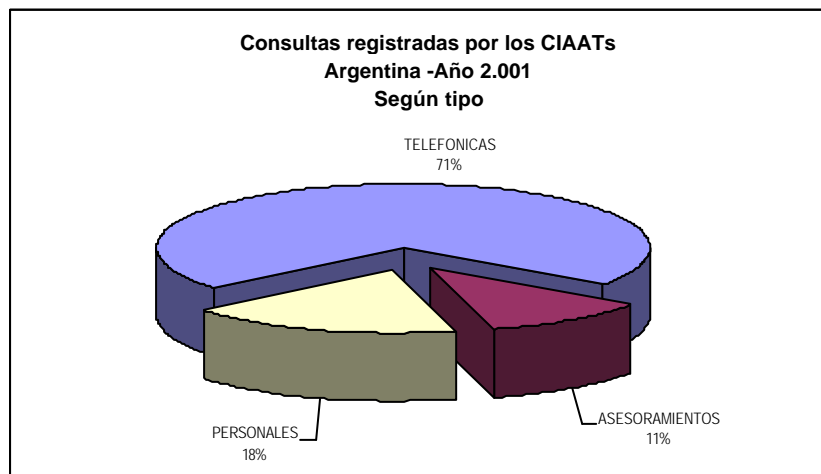 Consultas registradas por los CIAATs
Argentina -Año 2.001
Según tipo
TELEFONICAS
71%
PERSONALES
18%
ASESORAMIENTOS
11%